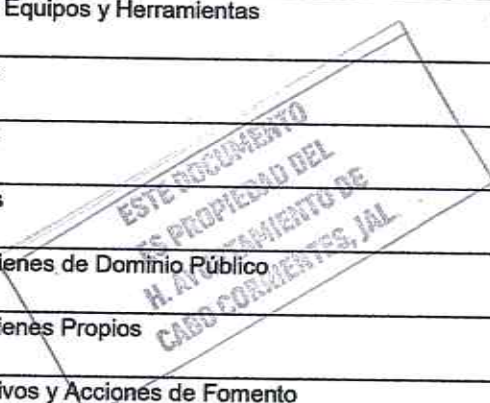 Equipos y Herramientas
s
ienes de Dominio Público
ienes Propios
ivos y Acciones de Fomento
ESTE DOCUMENTO
ES PROPIEDAD DEL
H. AYUNTAMIENTO DE
CABO CORRIENTES, JAL.